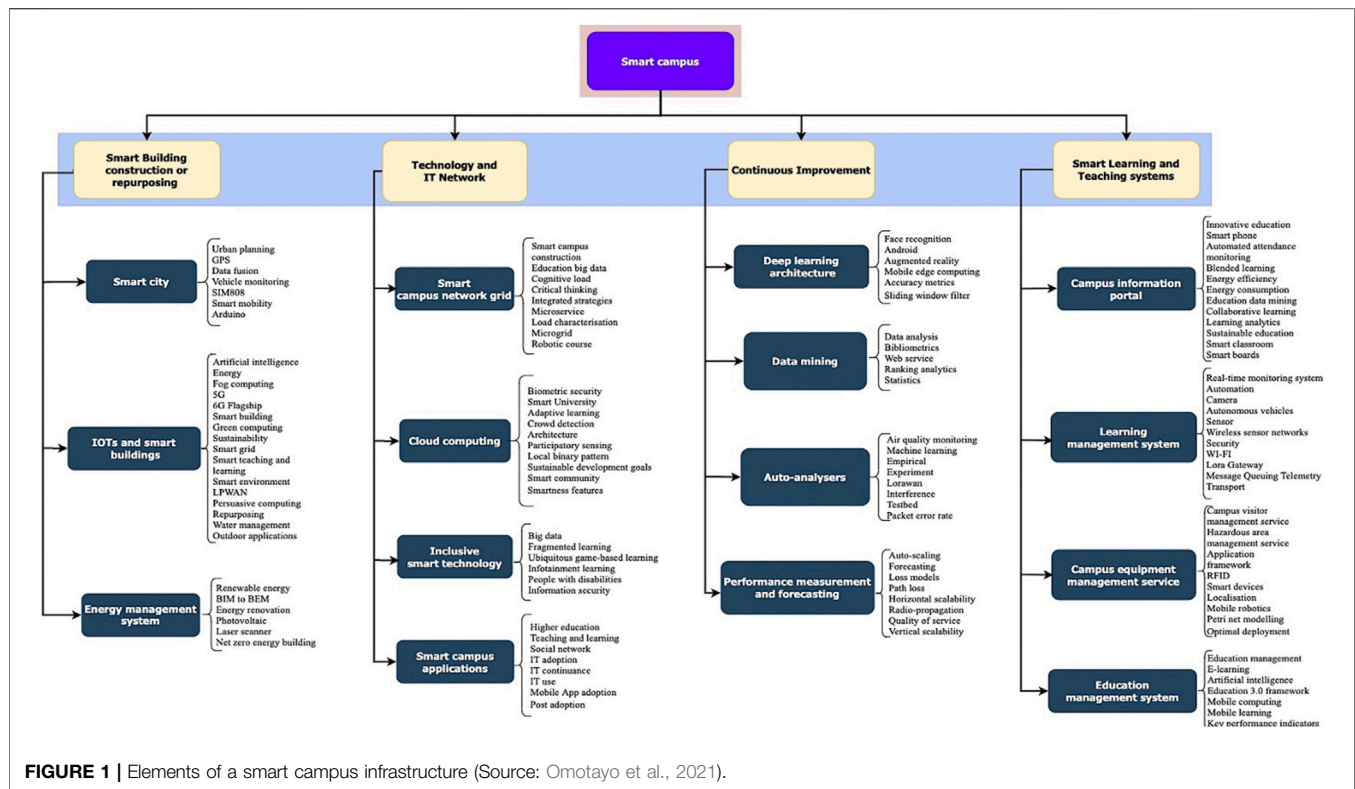 Smart campus
Smart Building
construction or
repurposing
Technology and
IT Network
Continuous Improvement
Smart Learning and
Teaching systems
Smart city
Urban planning
GPS
Data fusion
Vehicle monitoring
SIM808
Smart mobility
Arduino
IOTs and smart
buildings
Artificial intelligence
Energy
Fog computing
5G
6G Flagship
Smart building
Green computing
Sustainability
Smart grid
Smart teaching and
learning
Smart environment
LPWAN
Persuasive computing
Repurposing
Water management
Outdoor applications
Energy management
system
Renewable energy
BIM to BEM
Energy renovation
Photovoltaic
Laser scanner
Net zero energy building
Smart
campus network grid
Smart campus
construction
Education big data
Cognitive load
Critical thinking
Integrated strategies
Microservice
Load characterisation
Microgrid
Robotic course
Cloud computing
Biometric security
Smart University
Adaptive learning
Crowd detection
Architecture
Participatory sensing
Local binary pattern
Sustainable development goals
Smart community
Smartness features
Inclusive
smart technology
Big data
Fragmented learning
Ubiquitous game-based learning
Infotainment learning
People with disabilities
Information security
Smart campus
applications
Higher education
Teaching and learning
Social network
IT adoption
IT continuance
IT use
Mobile App adoption
Post adoption
Deep learning
architecture
Face recognition
Android
Augmented reality
Mobile edge computing
Accuracy metrics
Sliding window filter
Data mining
Data analysis
Bibliometrics
Web service
Ranking analytics
Statistics
Auto-analysers
Air quality monitoring
Machine learning
Empirical
Experiment
Lorawan
Interference
Testbed
Packet error rate
Performance measurement
and forecasting
Auto-scaling
Forecasting
Loss models
Path loss
Horizontal scalability
Radio-propagation
Quality of service
Vertical scalability
Campus information
portal
Innovative education
Smart phone
Automated attendance
monitoring
Blended learning
Energy efficiency
Energy consumption
Education data mining
Collaborative learning
Learning analytics
Sustainable education
Smart classroom
Smart boards
Learning management
system
Real-time monitoring system
Automation
Camera
Autonomous vehicles
Sensor
Wireless sensor networks
Security
WI-FI
Lora Gateway
Message Queuing Telemetry
Transport
Campus equipment
management service
Campus visitor
management service
Hazardous area
management service
Application
framework
RFID
Smart devices
Localisation
Mobile robotics
Petri net modelling
Optimal deployment
Education
management system
Education management
E-learning
Artificial intelligence
Education 3.0 framework
Mobile computing
Mobile learning
Key performance indicators
FIGURE 1 | Elements of a smart campus infrastructure (Source: Omotayo et al., 2021).